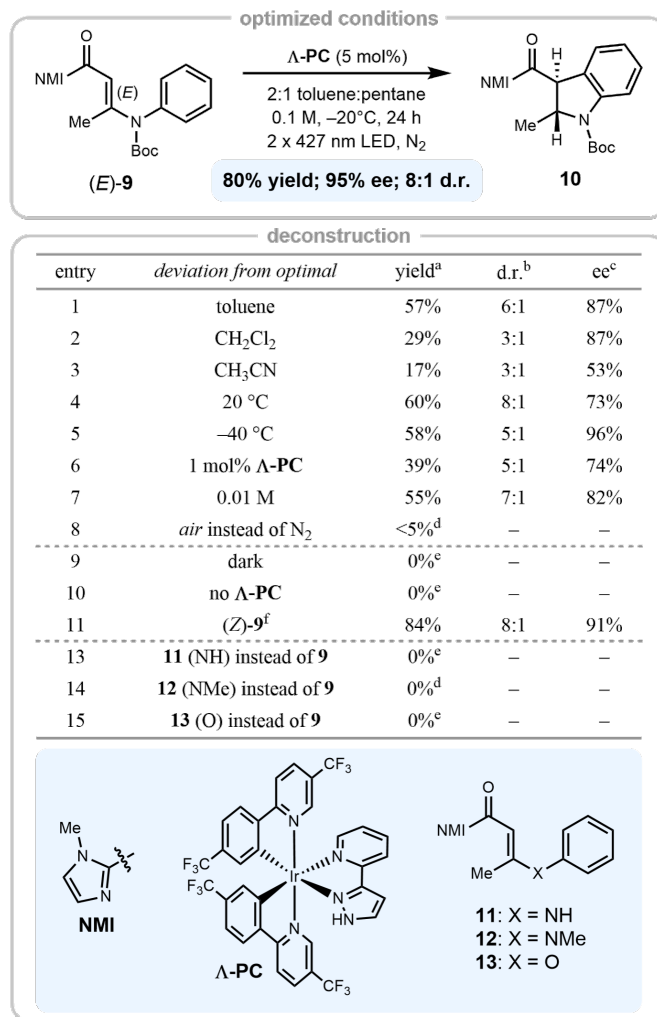 optimized conditions
O
NMI
(E)
Me
N
Boc
(E)-9
Λ-PC (5 mol%)
2:1 toluene:pentane
0.1 M, –20°C, 24 h
2 x 427 nm LED, N₂
80% yield; 95% ee; 8:1 d.r.
O
H
NMI
Me
N
H
Boc
10
deconstruction
entry deviation from optimal yieldᵃ d.r.ᵇ eeᶜ
1 toluene 57% 6:1 87%
2 CH₂Cl₂ 29% 3:1 87%
3 CH₃CN 17% 3:1 53%
4 20 °C 60% 8:1 73%
5 –40 °C 58% 5:1 96%
6 1 mol% Λ-PC 39% 5:1 74%
7 0.01 M 55% 7:1 82%
8 air instead of N₂ <5%ᵈ – –
9 dark 0%ᵉ – –
10 no Λ-PC 0%ᵉ – –
11 (Z)-9ᶠ 84% 8:1 91%
13 11 (NH) instead of 9 0%ᵉ – –
14 12 (NMe) instead of 9 0%ᵈ – –
15 13 (O) instead of 9 0%ᵉ – –
Me
N
N
NMI
CF₃
N
F₃C
N
Ir
F₃C
N
HN
N
CF₃
Λ-PC
O
NMI
Me
X
11: X = NH
12: X = NMe
13: X = O